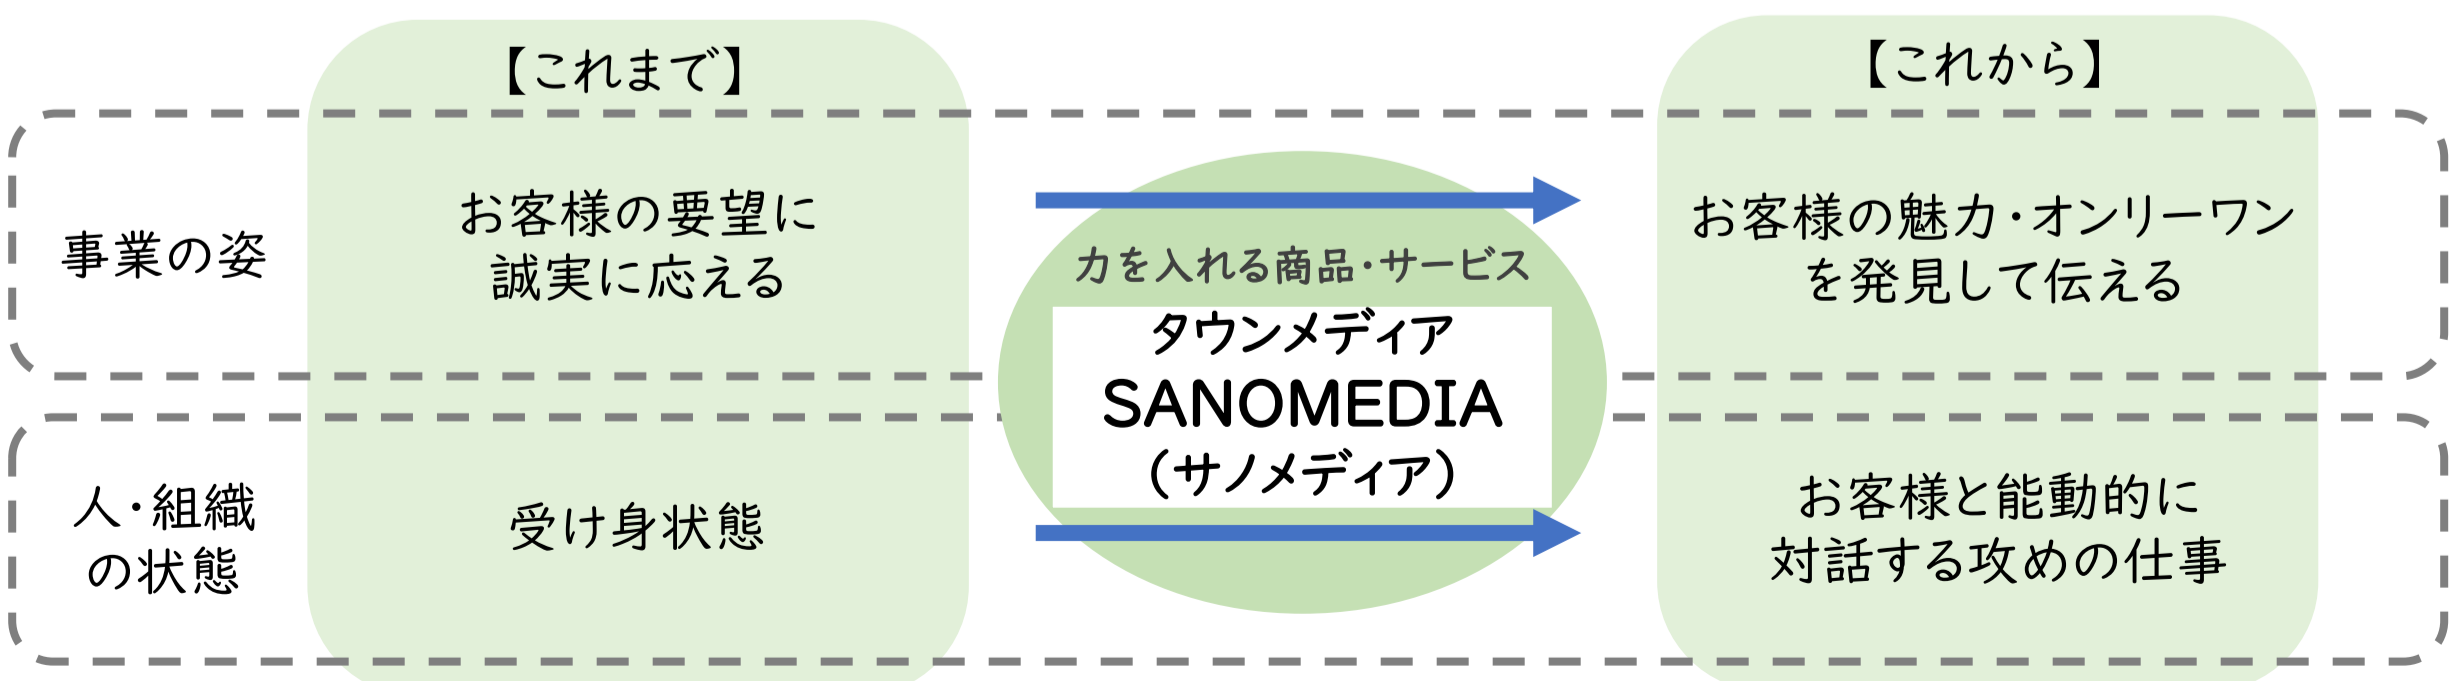 【これまで】
【これから】
事業の姿
お客様の要望に
誠実に応える
力を入れる商品・サービス
タウンメディア
SANOMEDIA
（サノメディア）
お客様の魅力・オンリーワン
を発見して伝える
人・組織
の状態
受け身状態
お客様と能動的に
対話する攻めの仕事